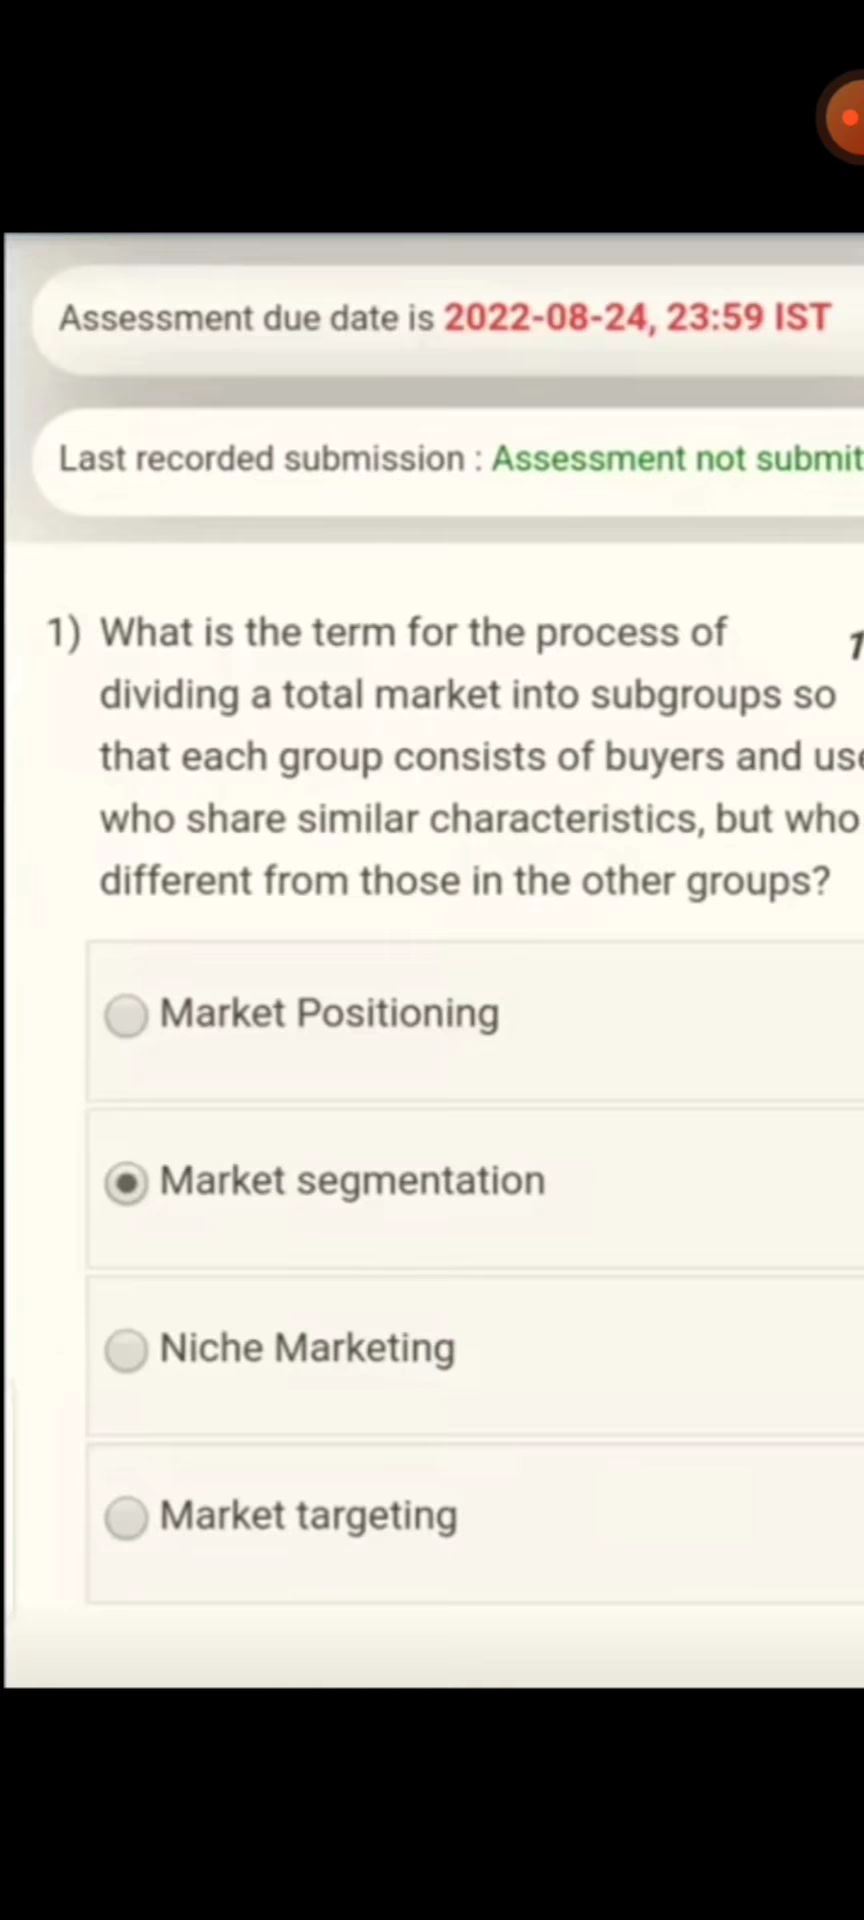 Assessment due date is 2022-08-24, 23:59 IST
Last recorded submission : Assessment not submit
1) What is the term for the process of
dividing a total market into subgroups so
that each group consists of buyers and use
who share similar characteristics, but who
different from those in the other groups?
Market Positioning
Market segmentation
Niche Marketing
Market targeting